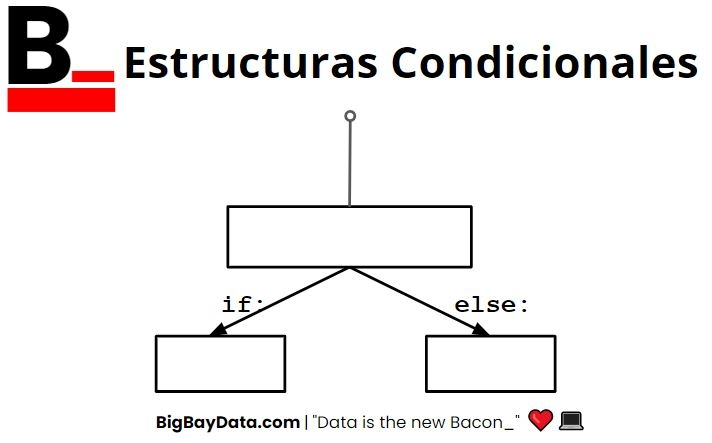 B_
Estructuras Condicionales
if:
else:
BigBayData.com | "Data is the new Bacon_" ❤️ 💻